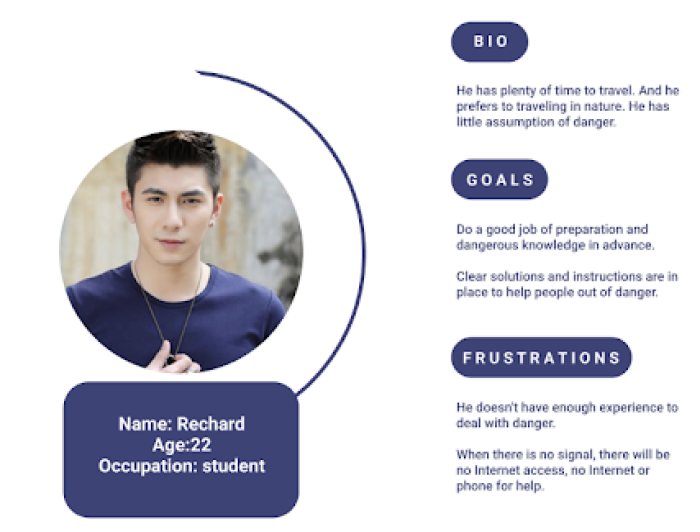 BIO
He has plenty of time to travel. And he
prefers to traveling in nature. He has
little assumption of danger.
GOALS
Do a good job of preparation and
dangerous knowledge in advance.
Clear solutions and instructions are in
place to help people out of danger.
FRUSTRATIONS
He doesn't have enough experience to
deal with danger.
When there is no signal, there will be
no Internet access, no Internet or
phone for help.
Name: Rechard
Age:22
Occupation: student